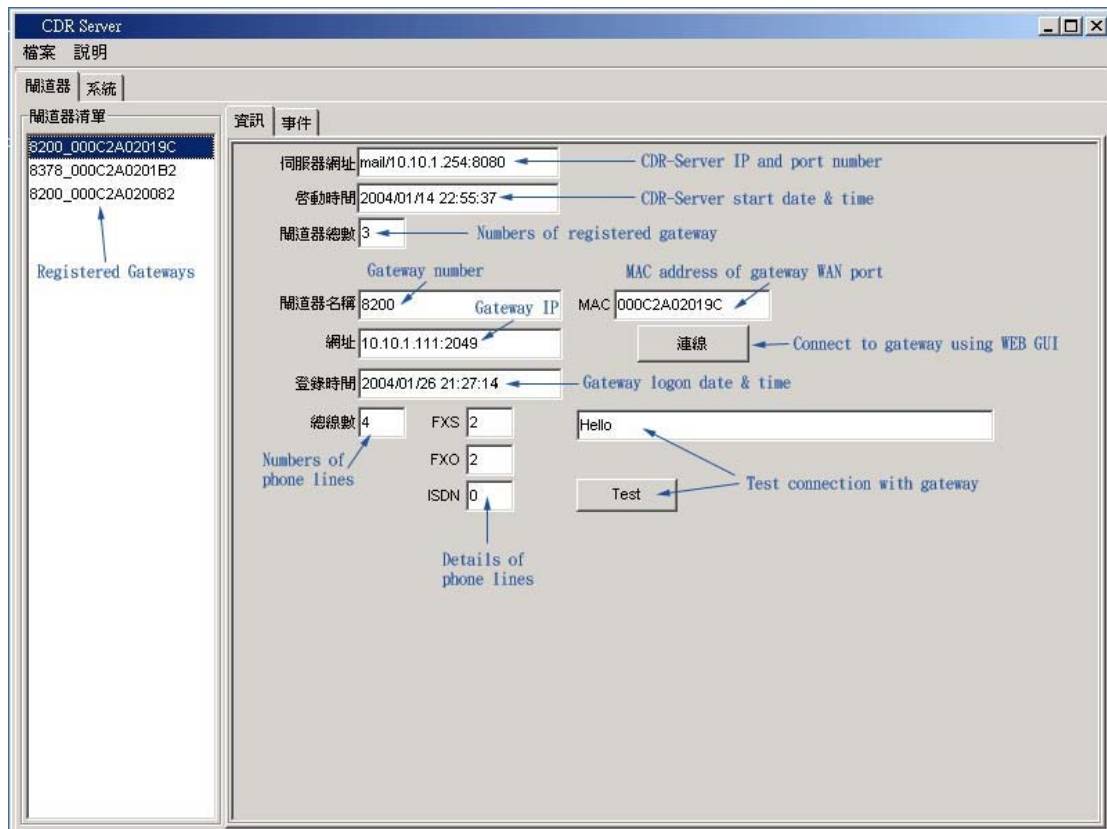 CDR Server
檔案 說明
閘道器 系統
閘道器清單
8200_000C2A02019C
8378_000C2A0201B2
8200_000C2A020082
Registered Gateways
資訊 事件
伺服器網址 mail/10.10.1.254:8080 CDR-Server IP and port number
啟動時間 2004/01/14 22:55:37 CDR-Server start date & time
閘道器總數 3 Numbers of registered gateway
Gateway number MAC address of gateway WAN port
閘道器名稱 8200 Gateway IP MAC 000C2A02019C
網址 10.10.1.111:2049 連線 Connect to gateway using WEB GUI
登錄時間 2004/01/26 21:27:14 Gateway logon date & time
總線數 4 FXS 2 Hello
Numbers of phone lines
FXO 2
ISDN 0 Test Test connection with gateway
Details of
phone lines